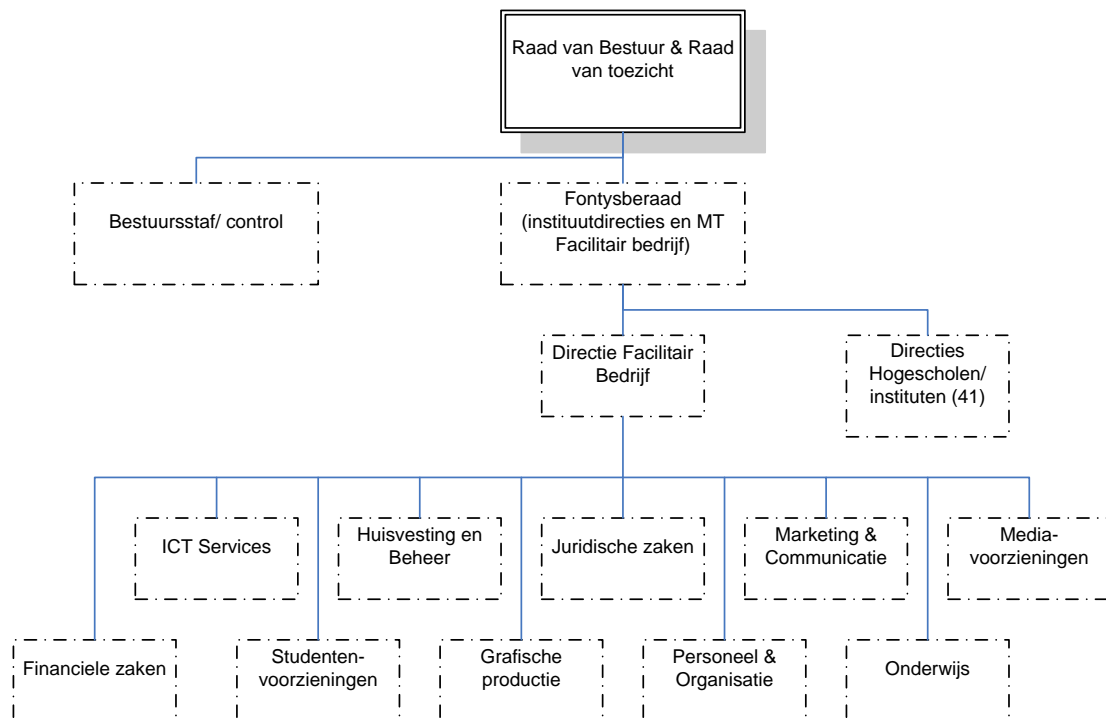 Raad van Bestuur & Raad
van toezicht
Bestuursstaf/ control
Fontysberaad
(instituutdirecties en MT
Facilitair bedrijf)
Directie Facilitair
Bedrijf
Directies
Hogescholen/
instituten (41)
ICT Services
Huisvesting en
Beheer
Juridische zaken
Marketing &
Communicatie
Media-
voorzieningen
Financiele zaken
Studenten-
voorzieningen
Grafische
productie
Personeel &
Organisatie
Onderwijs